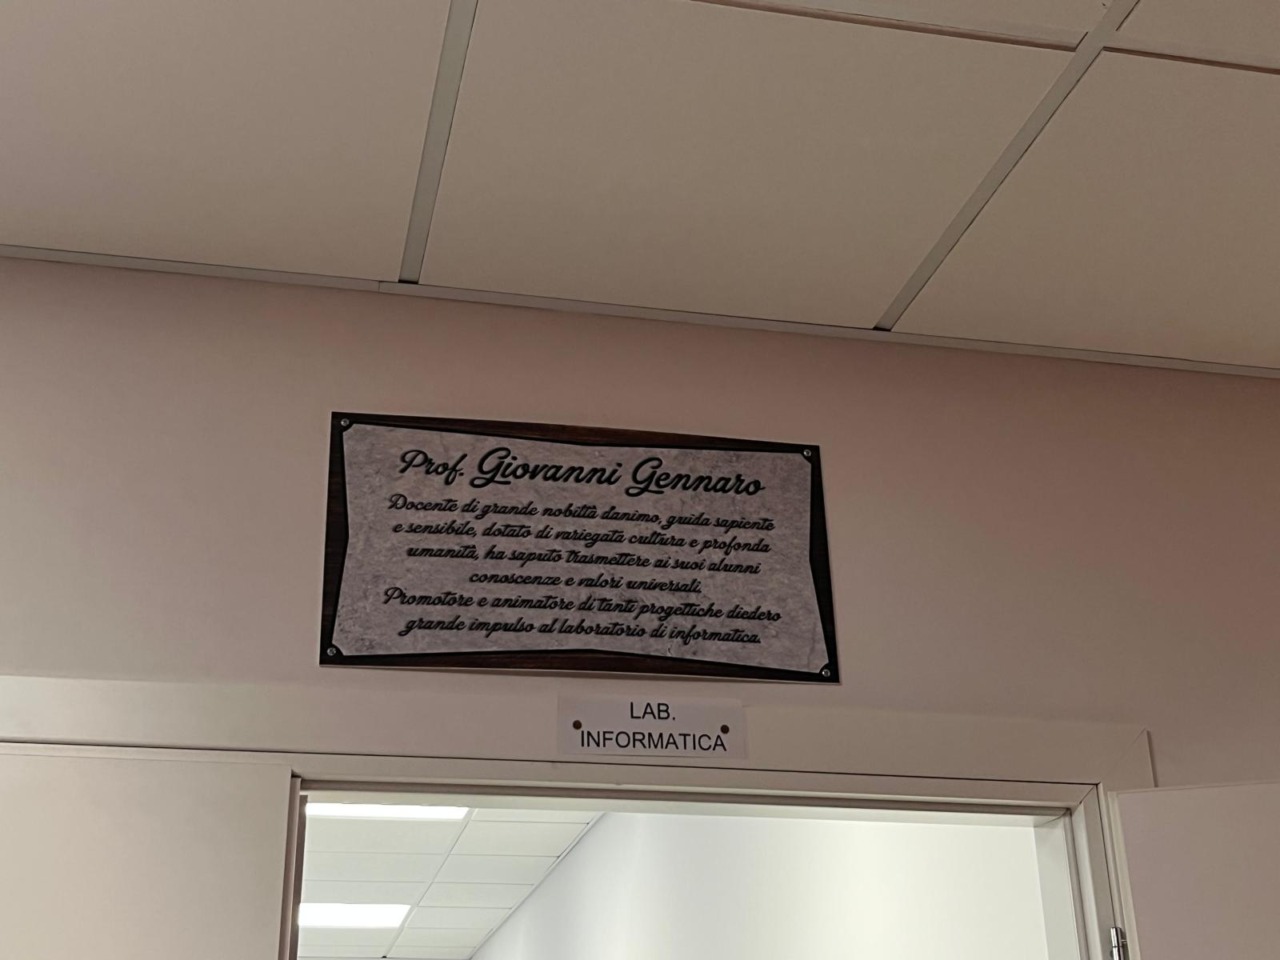 Prof. Giovanni Gennaro
Docente di grande nobiltà danimo, guida sapiente
e sensibile, dotato di variegata cultura e profonda
umanità, ha saputo trasmettere ai suoi alunni
conoscenze e valori universali.
Promotore e animatore di tanti progettiche diedero
grande impulso al laboratorio di informatica.
LAB.
INFORMATICA